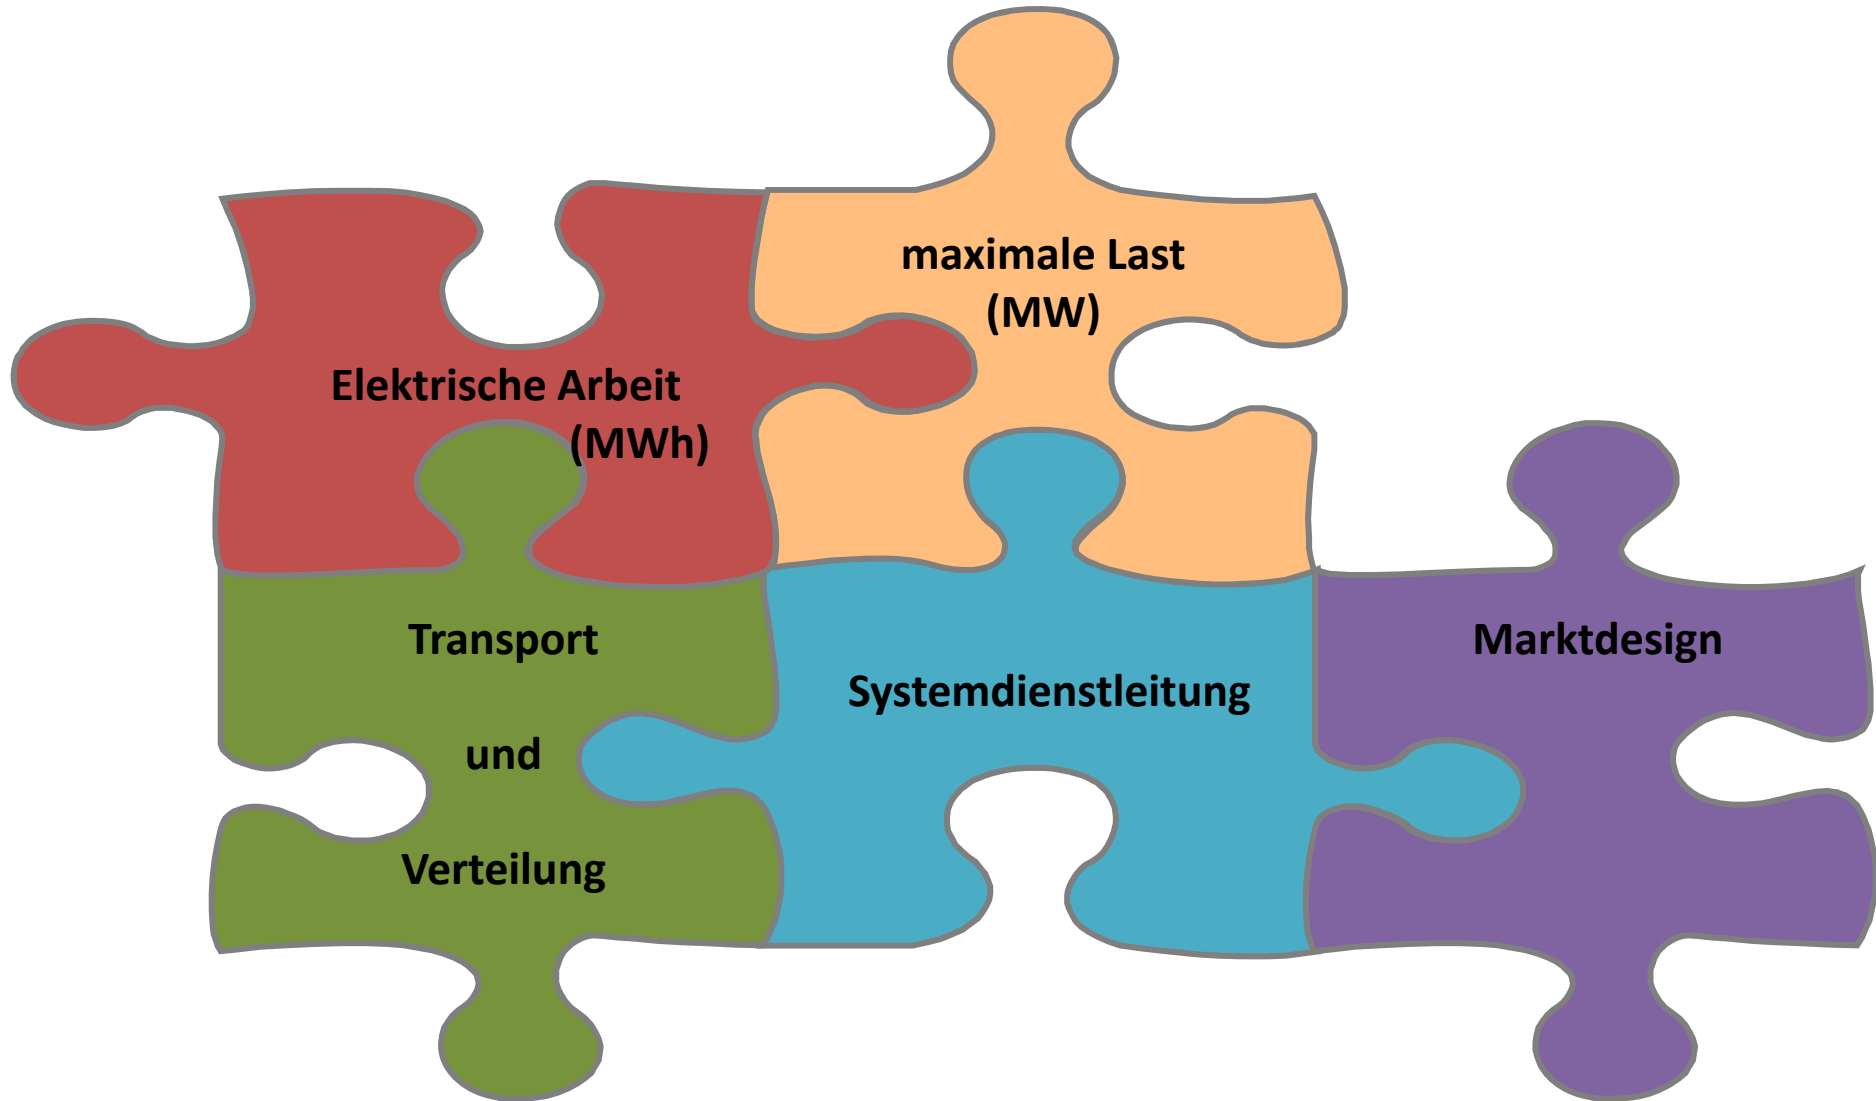 maximale Last
(MW)
Elektrische Arbeit
(MWh)
Transport
und
Verteilung
Systemdienstleitung
Marktdesign